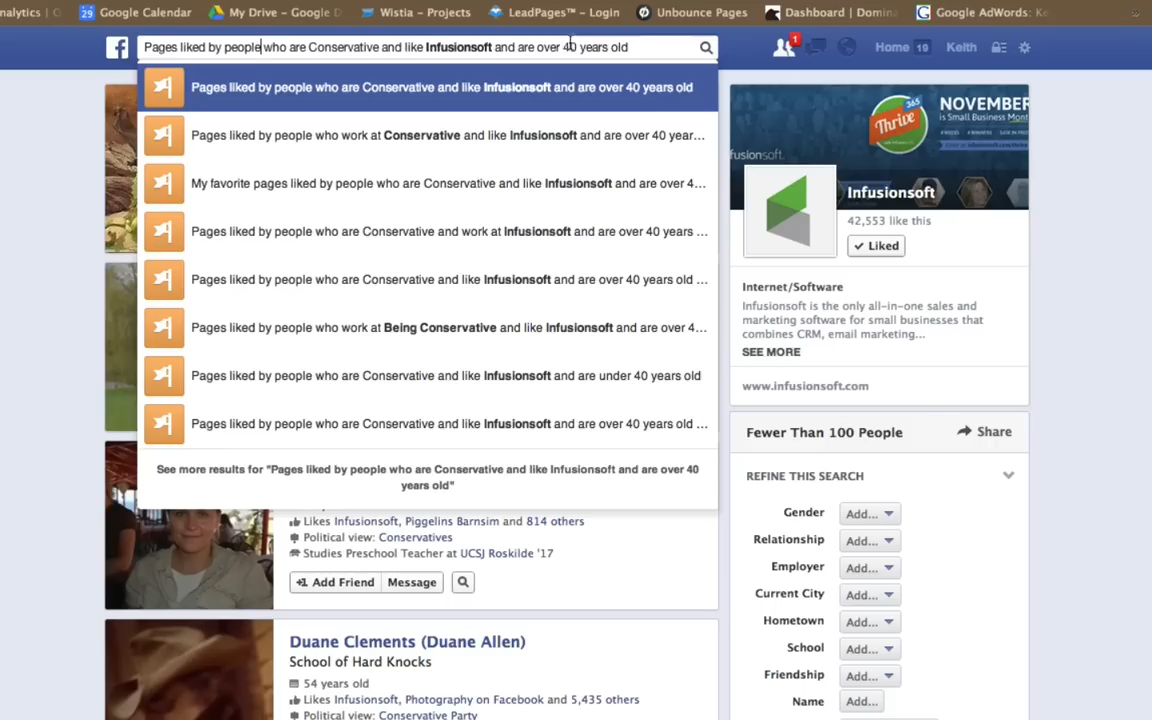 nalytics | C
29 Google Calendar
My Drive – Google D
Wistia – Projects
LeadPages™ – Login
Unbounce Pages
Dashboard | Domina
G Google AdWords: Ke
»
Pages liked by people who are Conservative and like Infusionsoft and are over 40 years old
1
Home 19
Keith
Pages liked by people who are Conservative and like Infusionsoft and are over 40 years old
Pages liked by people who work at Conservative and like Infusionsoft and are over 40 year...
My favorite pages liked by people who are Conservative and like Infusionsoft and are over 4...
Pages liked by people who are Conservative and work at Infusionsoft and are over 40 years ...
Pages liked by people who are Conservative and like Infusionsoft and are over 40 years old ...
Pages liked by people who work at Being Conservative and like Infusionsoft and are over 4...
Pages liked by people who are Conservative and like Infusionsoft and are under 40 years old
Pages liked by people who are Conservative and like Infusionsoft and are over 40 years old ...
See more results for "Pages liked by people who are Conservative and like Infusionsoft and are over 40
years old"
Likes Infusionsoft, Piggelins Barnsim and 814 others
Political view: Conservatives
Studies Preschool Teacher at UCSJ Roskilde '17
+1 Add Friend
Message
Duane Clements (Duane Allen)
School of Hard Knocks
54 years old
Likes Infusionsoft, Photography on Facebook and 5,435 others
Political view: Conservative Party
Thrive 365
NOVEMBER
is Small Business Mont
nfusionsoft.
Infusionsoft
42,553 like this
✓ Liked
Internet/Software
Infusionsoft is the only all-in-one sales and
marketing software for small businesses that
combines CRM, email marketing...
SEE MORE
www.infusionsoft.com
Fewer Than 100 People
Share
REFINE THIS SEARCH
Gender Add...
Relationship Add...
Employer Add...
Current City Add...
Hometown Add...
School Add...
Friendship Add...
Name Add...